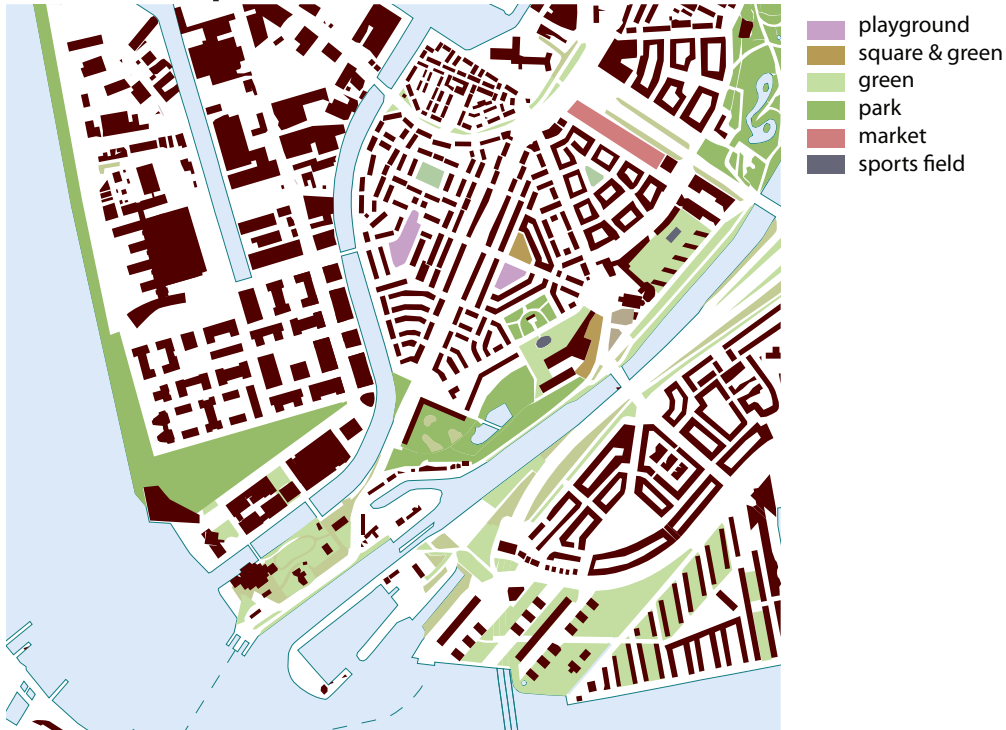 playground
square & green
green
park
market
sports field